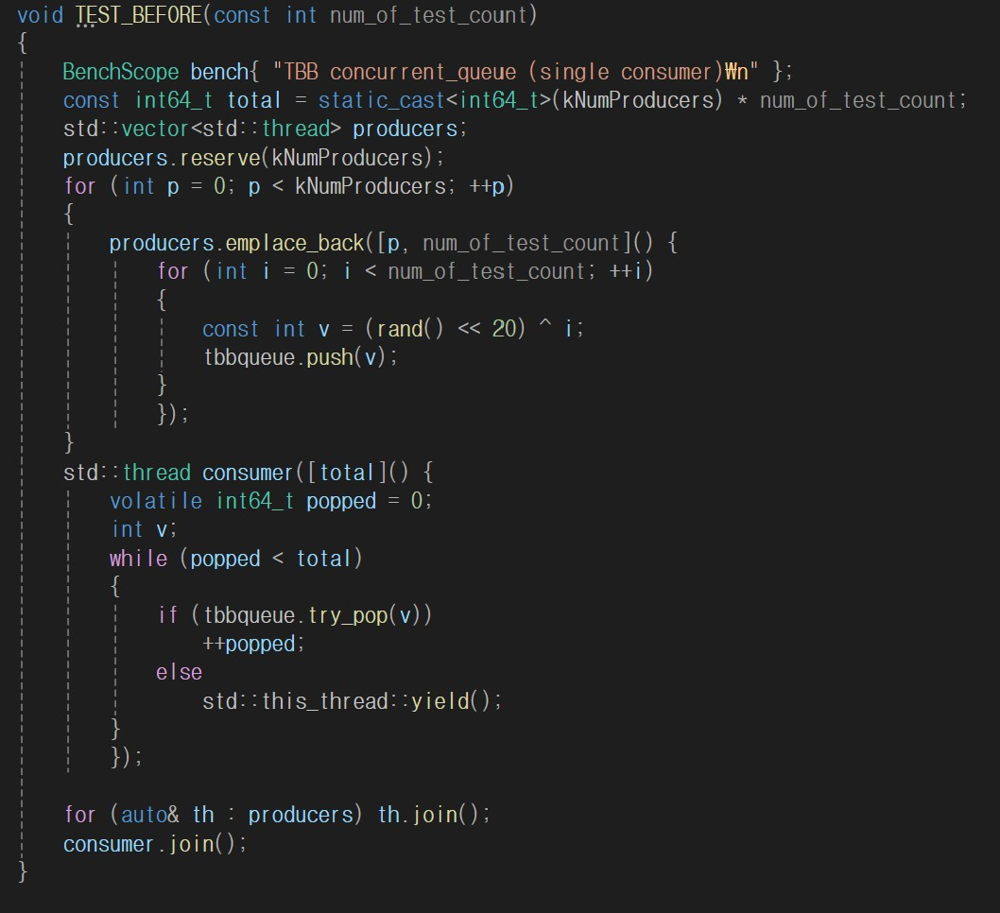 void TEST_BEFORE(const int num_of_test_count)
{
    BenchScope bench{ "TBB concurrent_queue (single consumer)₩n" };
    const int64_t total = static_cast<int64_t>(kNumProducers) * num_of_test_count;
    std::vector<std::thread> producers;
    producers.reserve(kNumProducers);
    for (int p = 0; p < kNumProducers; ++p)
    {
        producers.emplace_back([p, num_of_test_count]() {
            for (int i = 0; i < num_of_test_count; ++i)
            {
                const int v = (rand() << 20) ^ i;
                tbbqueue.push(v);
            }
            });
    }
    std::thread consumer([total]() {
        volatile int64_t popped = 0;
        int v;
        while (popped < total)
        {
            if (tbbqueue.try_pop(v))
                ++popped;
            else
                std::this_thread::yield();
        }
        });

    for (auto& th : producers) th.join();
    consumer.join();
}